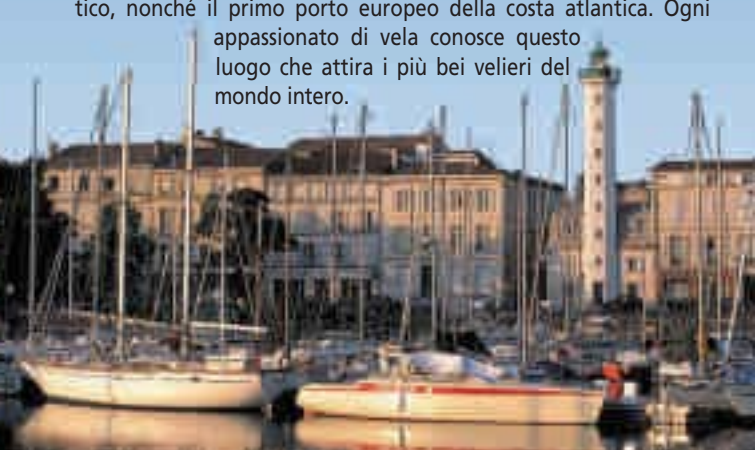 tico, nonché il primo porto europeo della costa atlantica. Ogni
appassionato di vela conosce questo
luogo che attira i più bei velieri del
mondo intero.